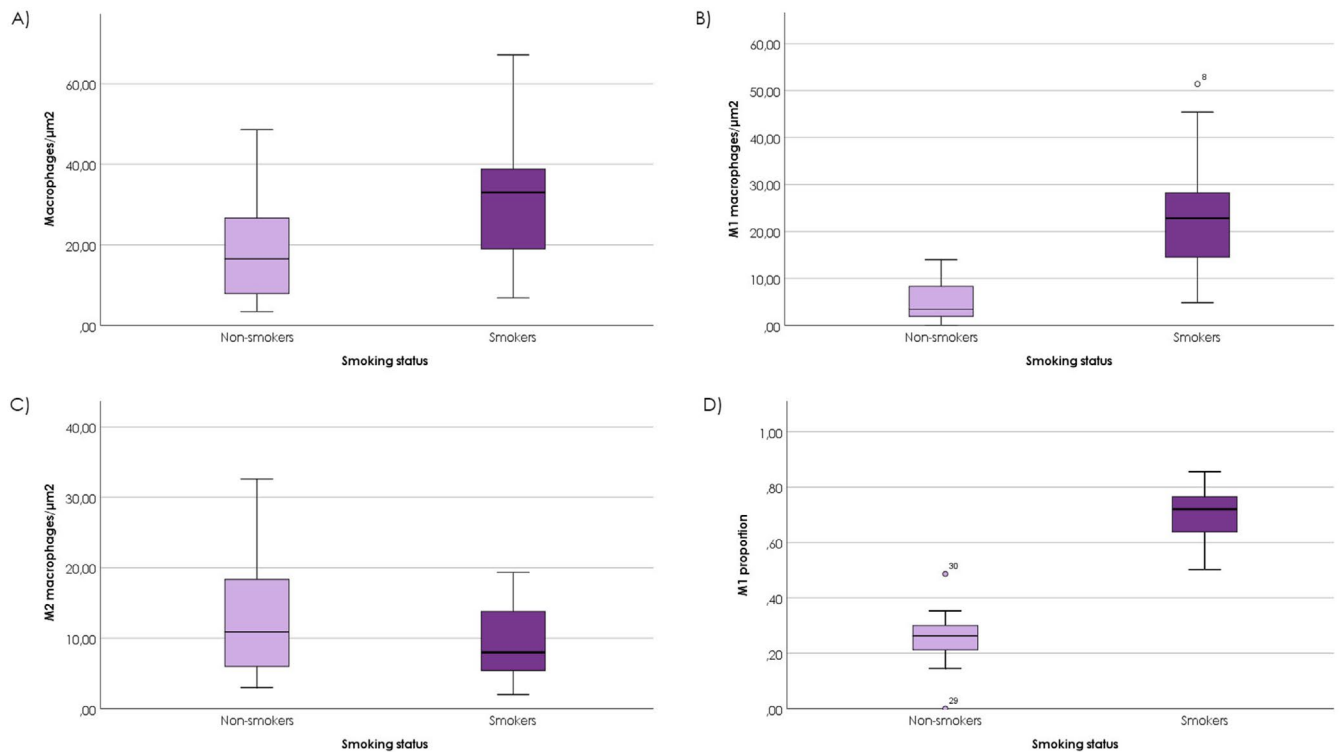 A)
Macrophages/µm2
60,00
40,00
20,00
,00
Non-smokers
Smokers
Smoking status
B)
M1 macrophages/µm2
60,00
50,00
40,00
30,00
20,00
10,00
,00
8
Non-smokers
Smokers
Smoking status
C)
M2 macrophages/µm2
40,00
30,00
20,00
10,00
,00
Non-smokers
Smokers
Smoking status
D)
M1 proportion
1,00
,80
,60
,40
,20
,00
30
29
Non-smokers
Smokers
Smoking status